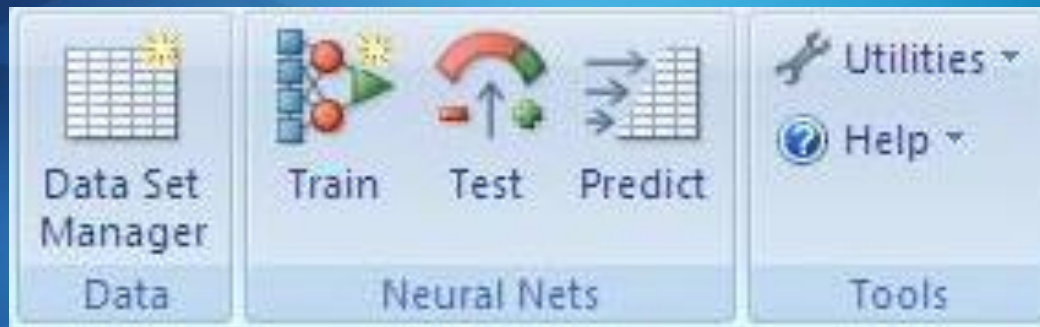 Data Set
Manager
Data
Train
Test
Predict
Neural Nets
Utilities
Help
Tools